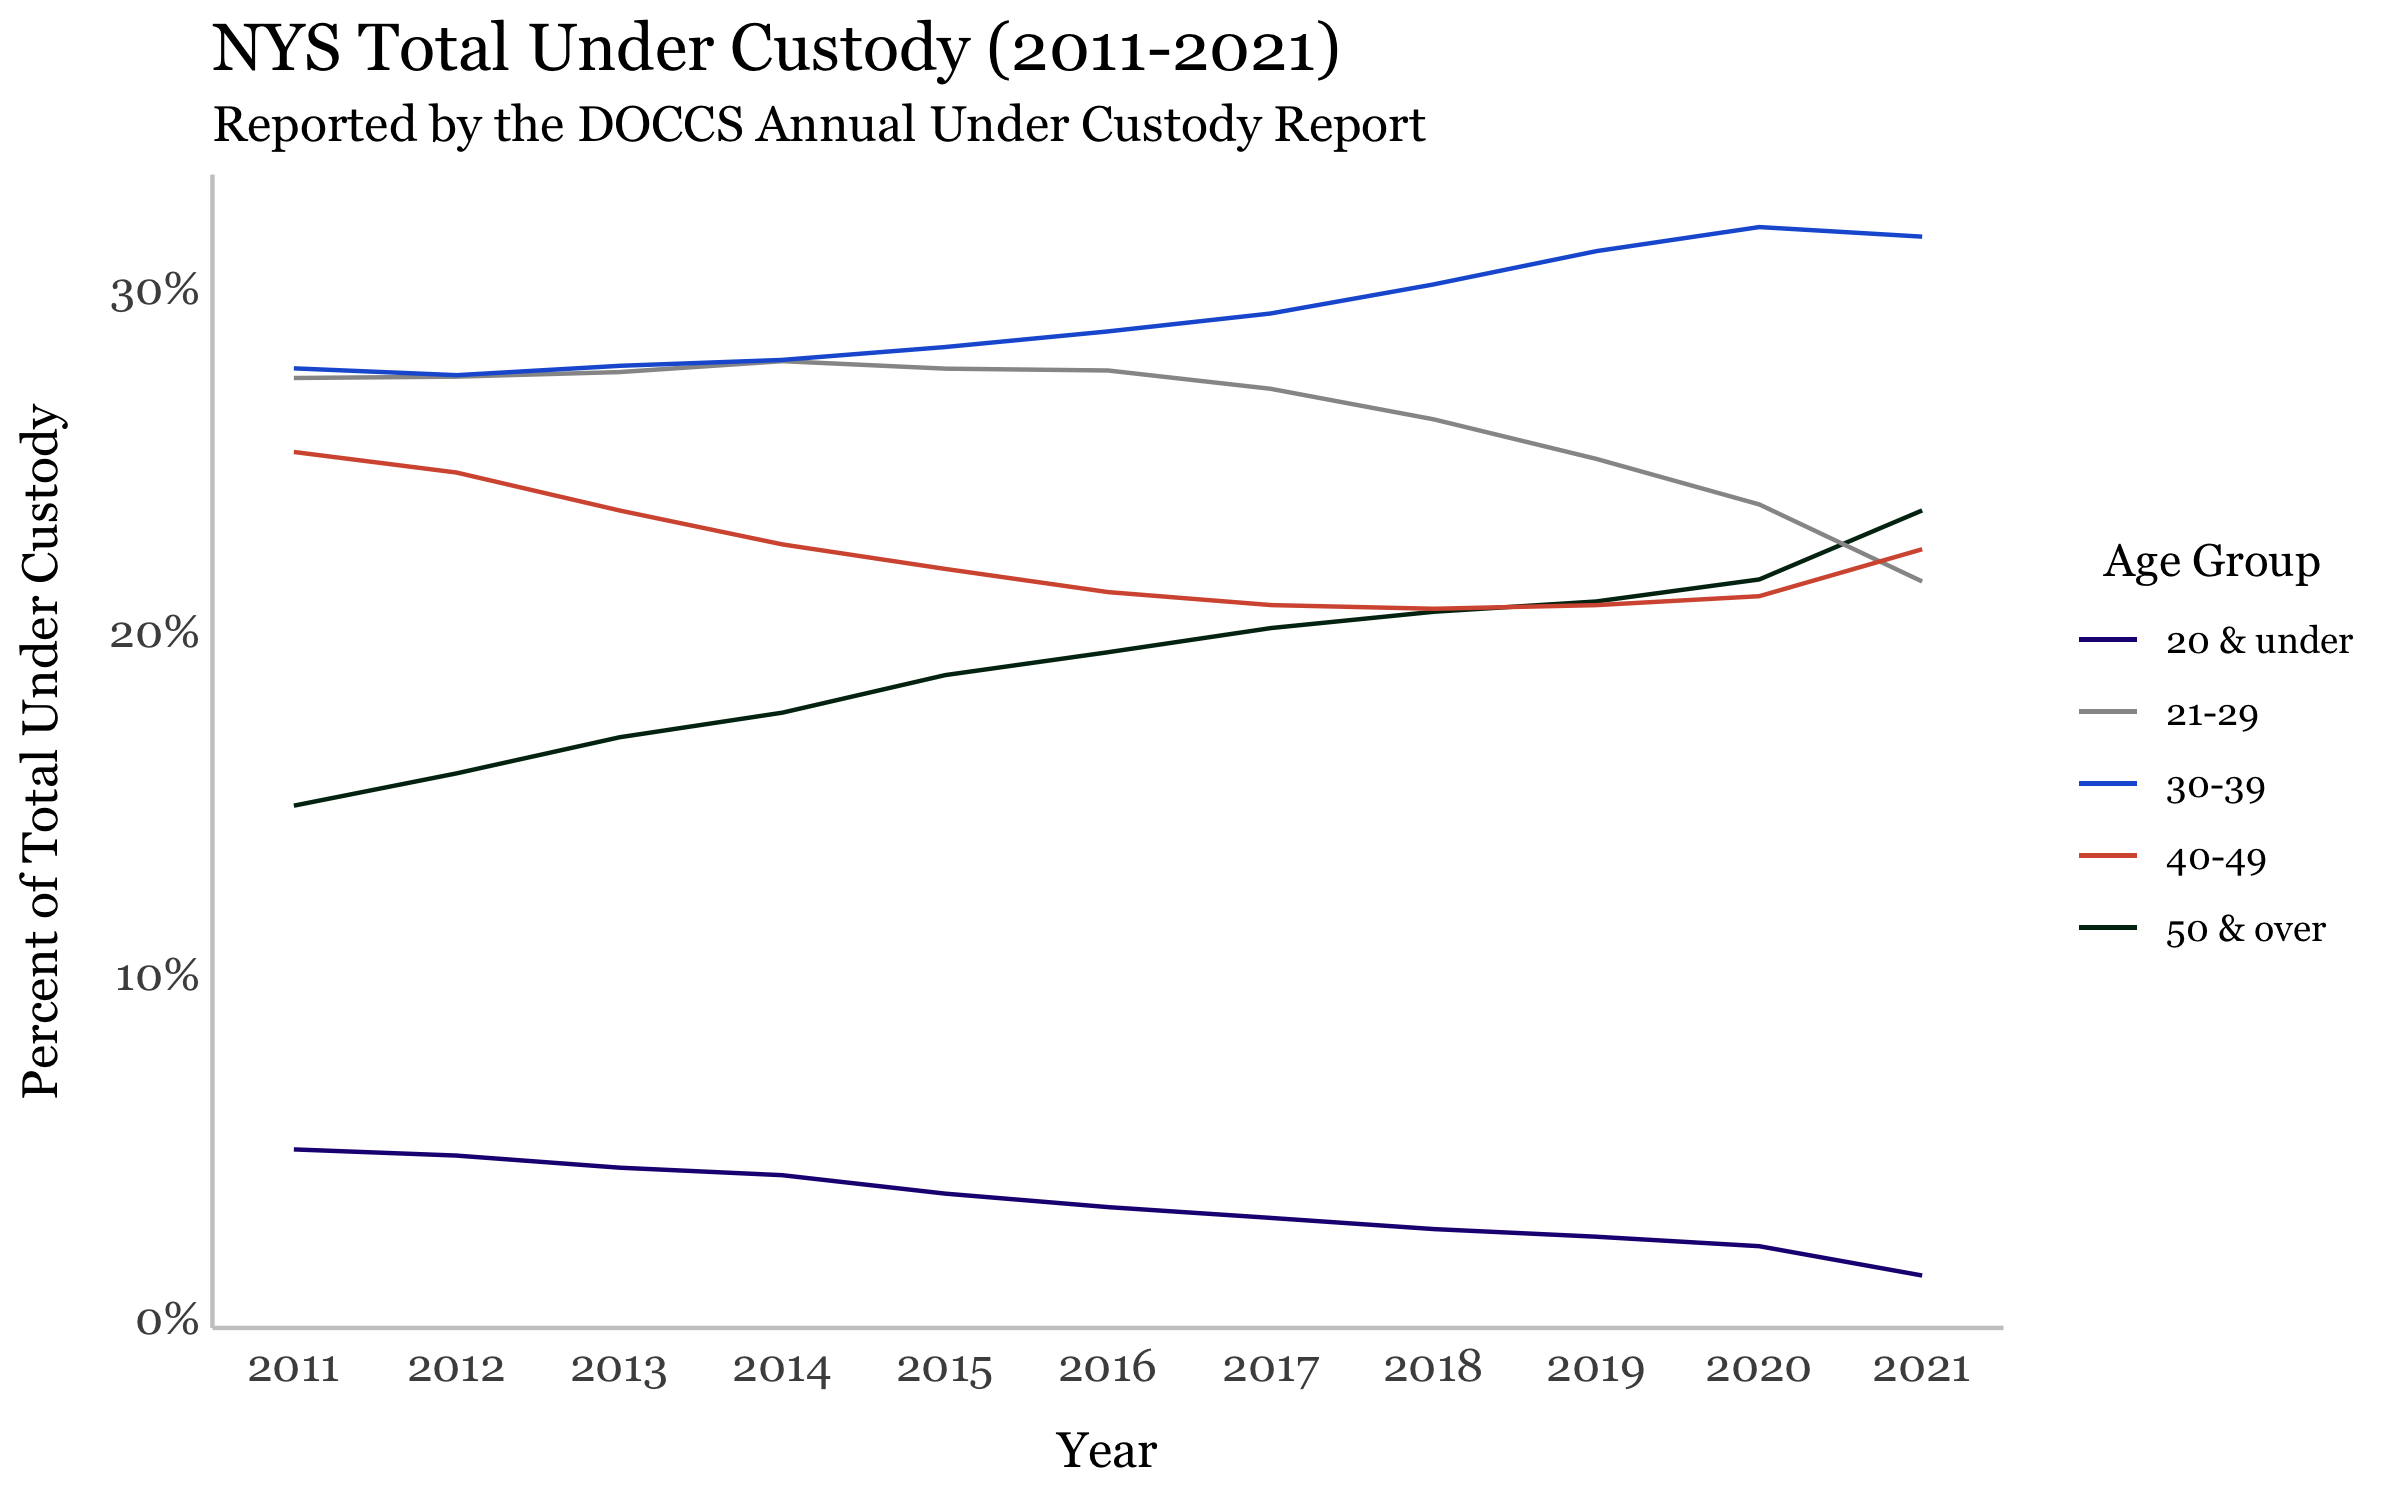 NYS Total Under Custody (2011-2021)
Reported by the DOCCS Annual Under Custody Report
Percent of Total Under Custody
30%
20%
10%
0%
2011 2012 2013 2014 2015 2016 2017 2018 2019 2020 2021
Year
Age Group
20 & under
21-29
30-39
40-49
50 & over